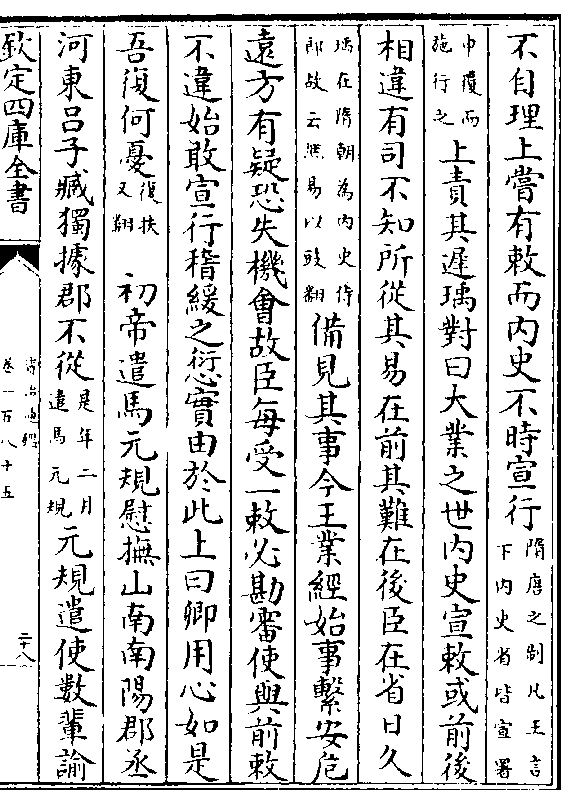 不自理上嘗有敕而内史不時宣行隋唐之制凡王言下内史省皆宣署
申覆而施行之上責其遲瑀對曰大業之世内史宣敕或前後
相違有司不知所從其易在前其難在後臣在省日久
瑀在隋朝為内史侍郎故云然易以豉翻備見其事今王業經始事繫安危
遠方有疑恐失機會故臣每受一敕必勘審使與前敕
不違始敢宣行稽緩之愆實由於此上曰卿用心如是
吾復何憂復扶又翻 初帝遣馬元規慰撫山南南陽郡丞
河東吕子臧獨據郡不從是年二月遣馬元規元規遣使數輩諭
欽定四庫全書
資治通鑑
卷一百八十五
二十八